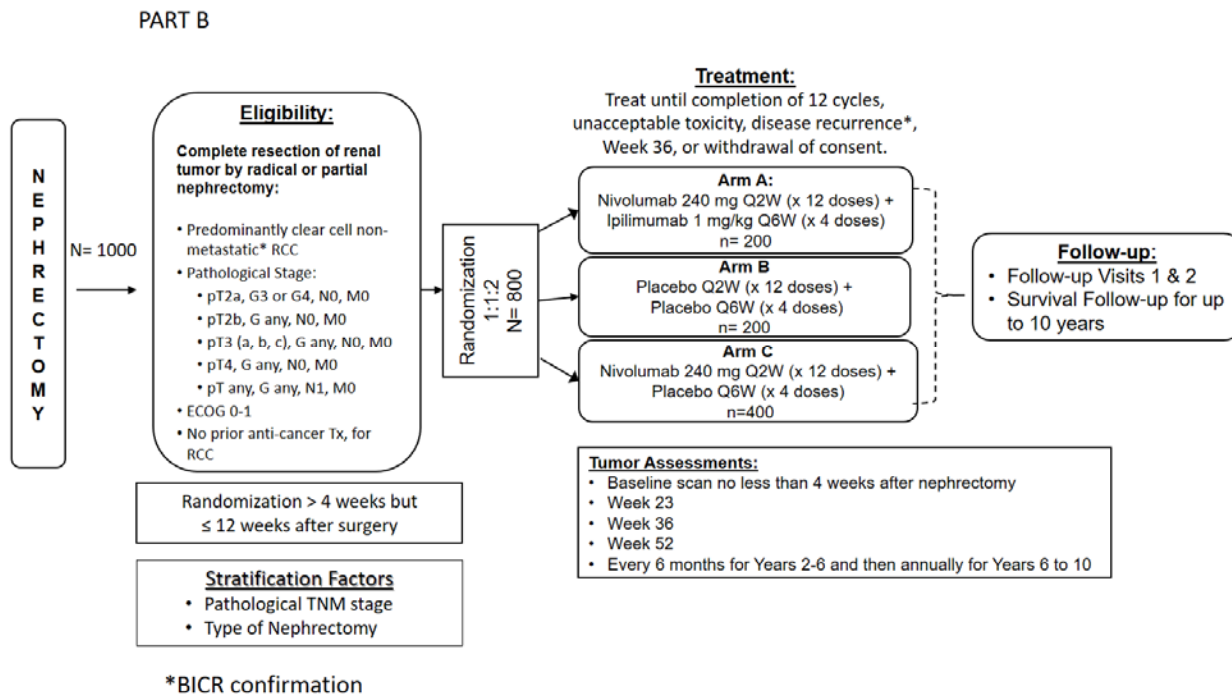 PART B
NEPHRECTOMY
N= 1000
Eligibility:
Complete resection of renal
tumor by radical or partial
nephrectomy:
• Predominantly clear cell non-
metastatic* RCC
• Pathological Stage:
• pT2a, G3 or G4, N0, M0
• pT2b, G any, N0, M0
• pT3 (a, b, c), G any, N0, M0
• pT4, G any, N0, M0
• pT any, G any, N1, M0
• ECOG 0-1
• No prior anti-cancer Tx, for
RCC
Randomization > 4 weeks but
≤ 12 weeks after surgery
Stratification Factors
• Pathological TNM stage
• Type of Nephrectomy
*BICR confirmation
Randomization
1:1:2
N= 800
Treatment:
Treat until completion of 12 cycles,
unacceptable toxicity, disease recurrence*,
Week 36, or withdrawal of consent.
Arm A:
Nivolumab 240 mg Q2W (x 12 doses) +
Ipilimumab 1 mg/kg Q6W (x 4 doses)
n= 200
Arm B
Placebo Q2W (x 12 doses) +
Placebo Q6W (x 4 doses)
n= 200
Arm C
Nivolumab 240 mg Q2W (x 12 doses) +
Placebo Q6W (x 4 doses)
n=400
Tumor Assessments:
• Baseline scan no less than 4 weeks after nephrectomy
• Week 23
• Week 36
• Week 52
• Every 6 months for Years 2-6 and then annually for Years 6 to 10
Follow-up:
• Follow-up Visits 1 & 2
• Survival Follow-up for up
to 10 years